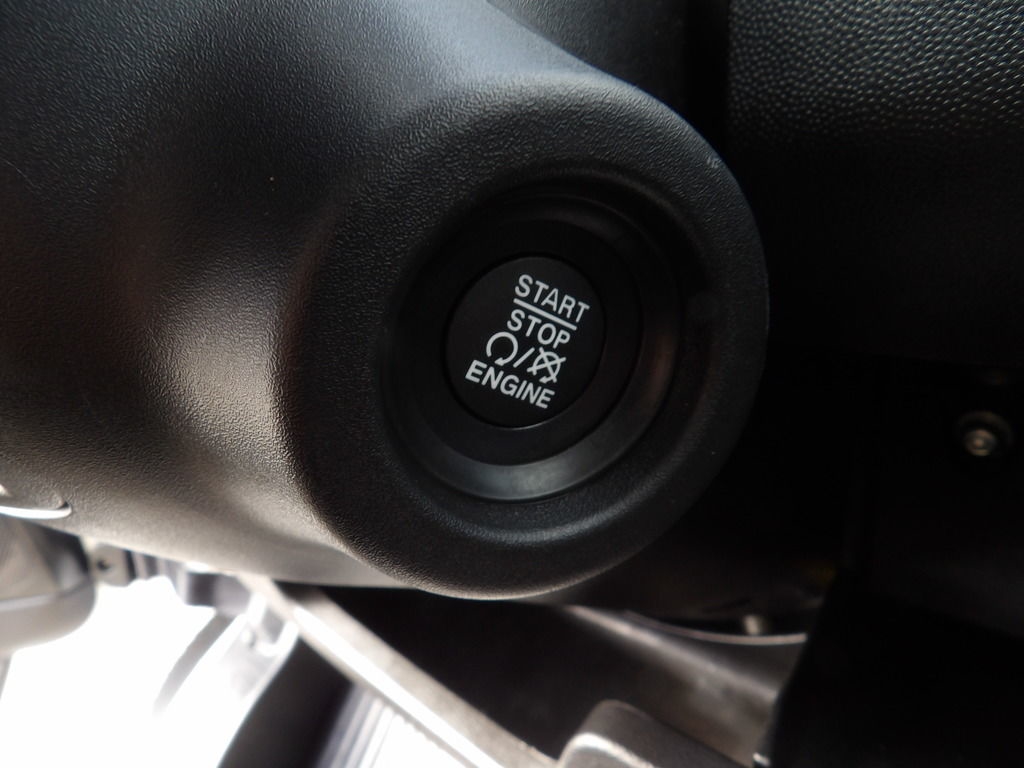 START
STOP
/
ENGINE